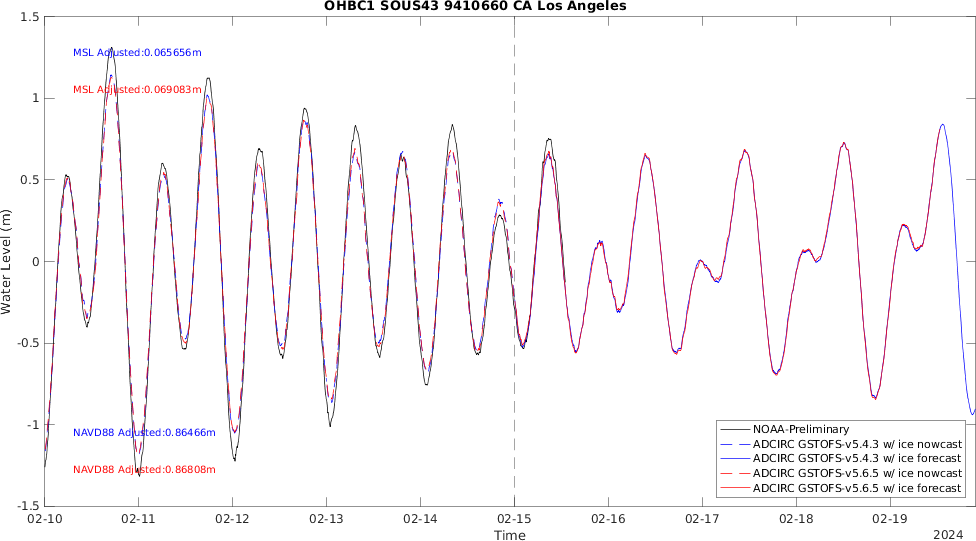 OHBC1 SOUS43 9410660 CA Los Angeles
1.5
MSL Adjusted:0.065656m
MSL Adjusted:0.069083m
1
0.5
0
-0.5
-1
-1.5
Water Level (m)
NAVD88 Adjusted:0.86466m
NAVD88 Adjusted:0.86808m
NOAA-Preliminary
ADCIRC GSTOFS-v5.4.3 w/ ice nowcast
ADCIRC GSTOFS-v5.4.3 w/ ice forecast
ADCIRC GSTOFS-v5.6.5 w/ ice nowcast
ADCIRC GSTOFS-v5.6.5 w/ ice forecast
02-10 02-11 02-12 02-13 02-14 02-15 02-16 02-17 02-18 02-19
Time
2024